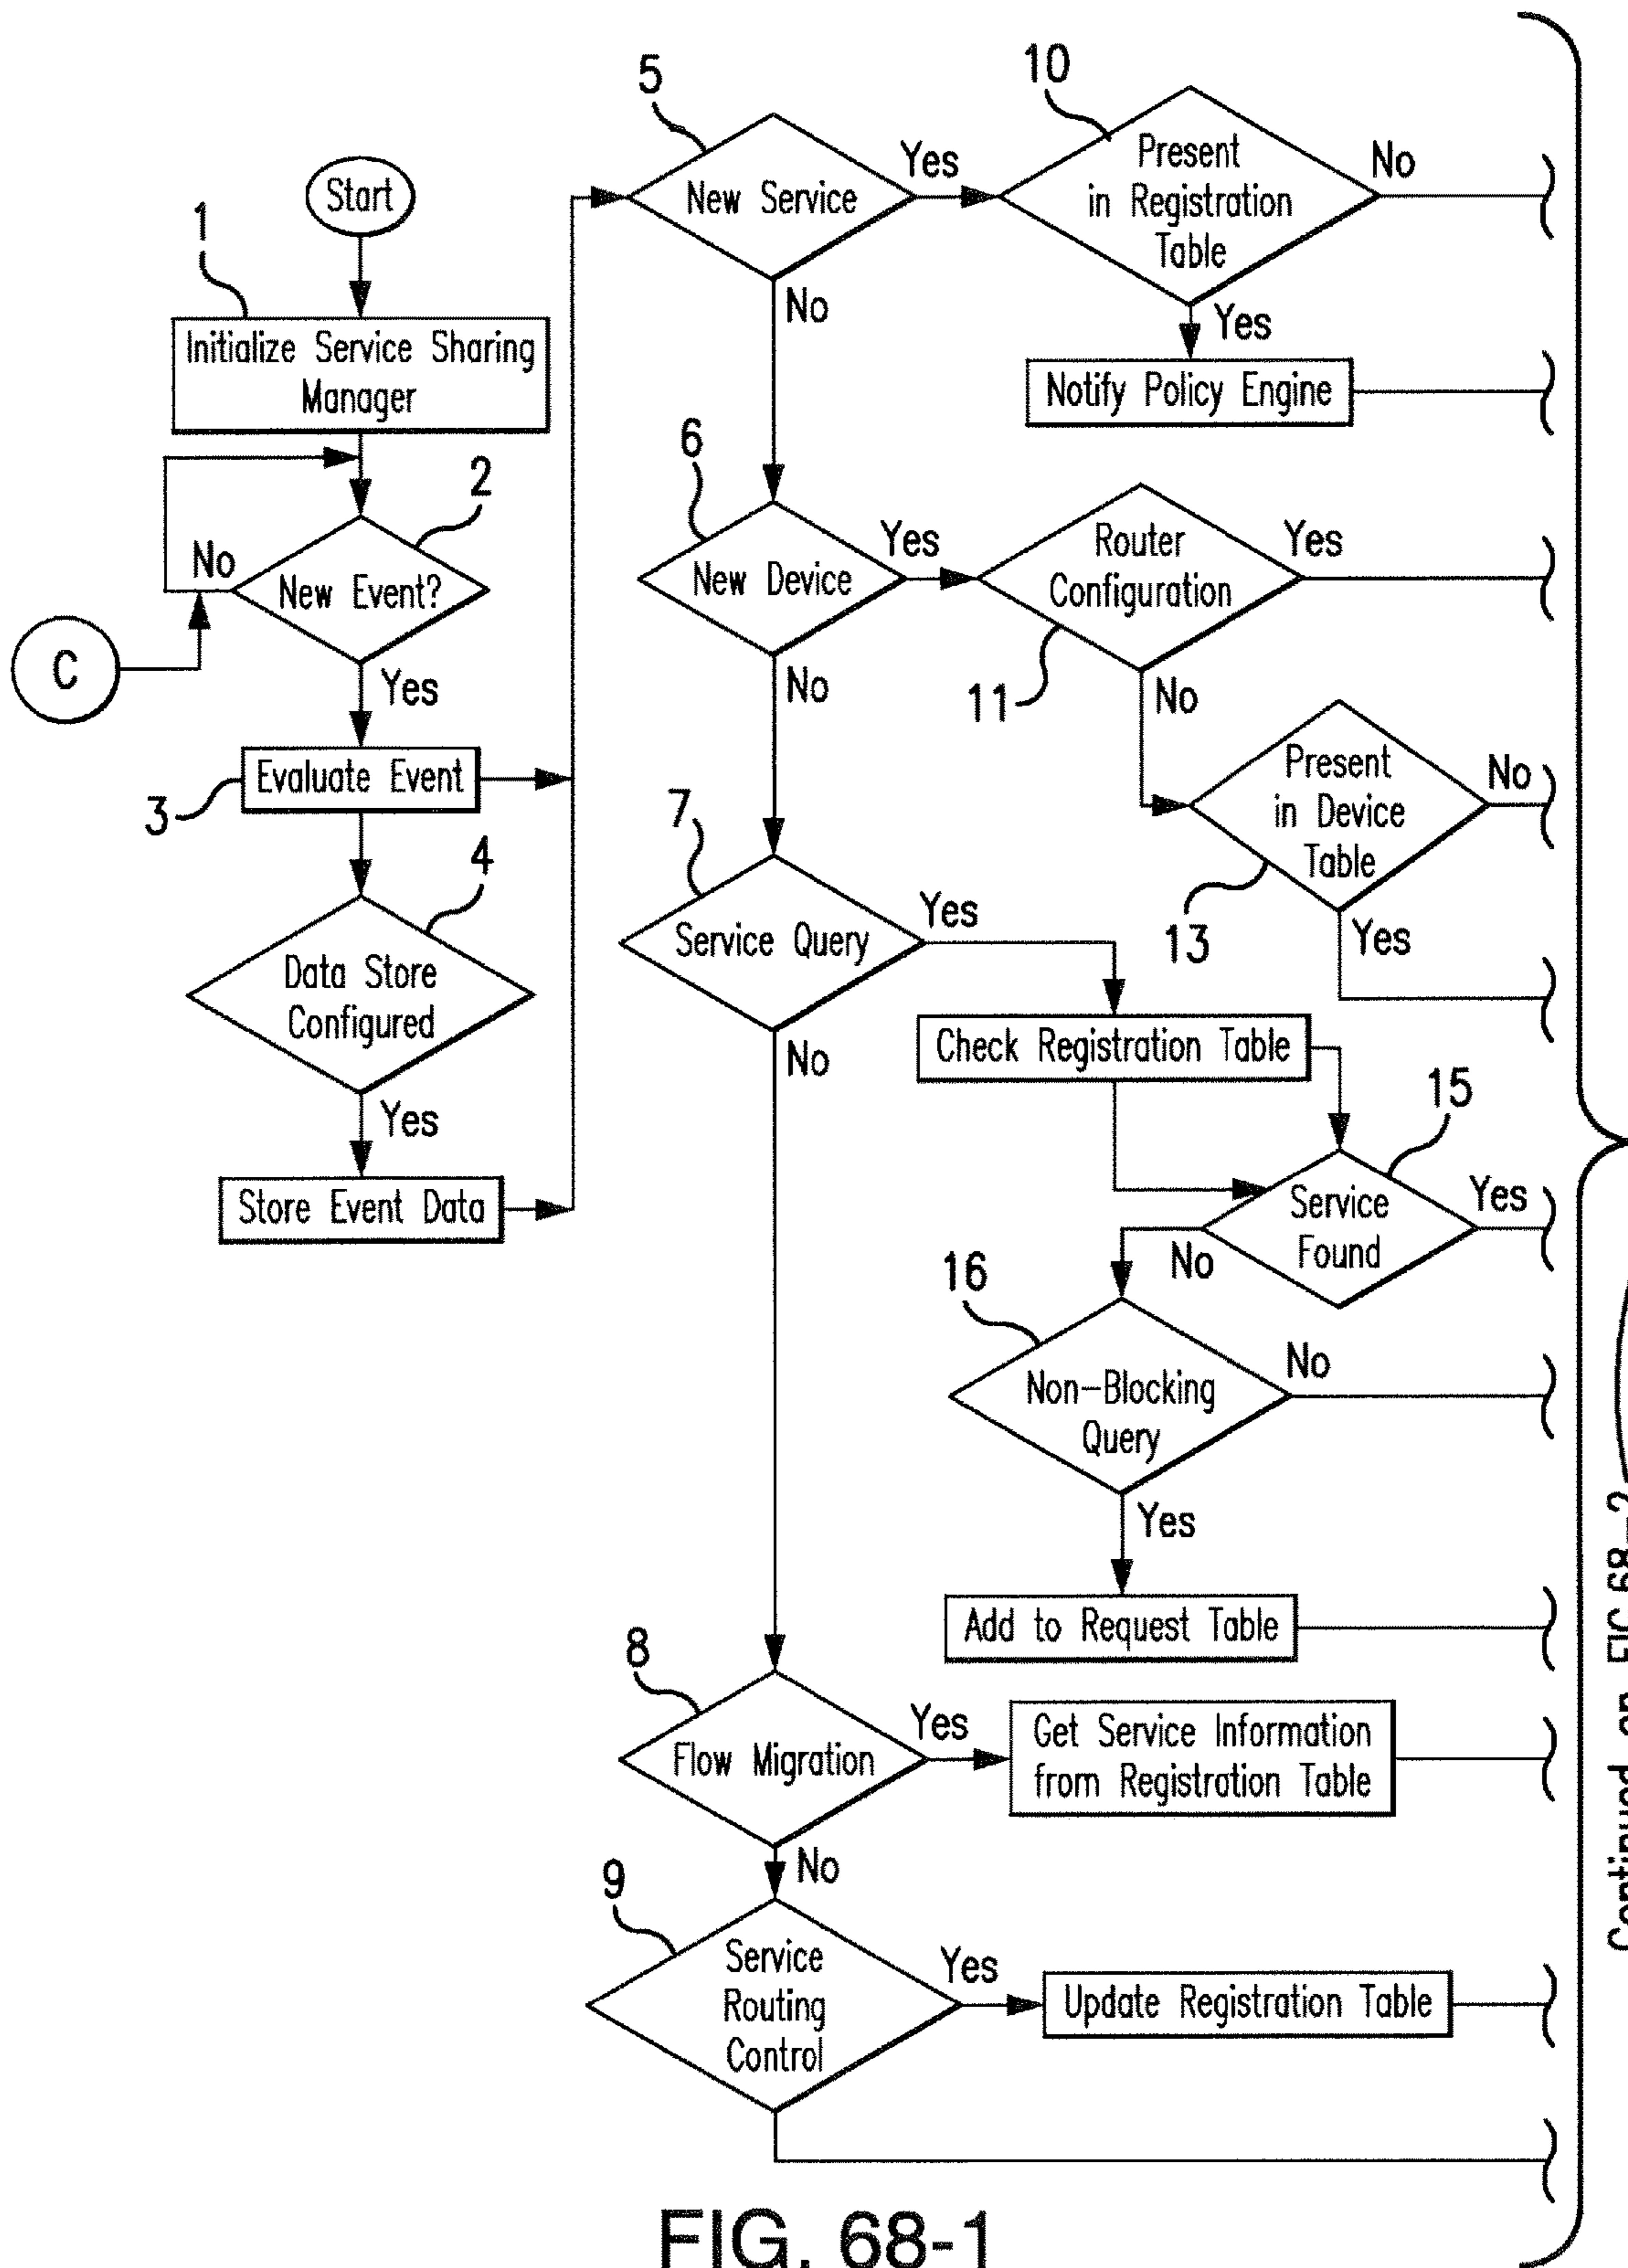 Start
1
Initialize Service Sharing
Manager
2
No
New Event?
C
Yes
3
Evaluate Event
4
Data Store
Configured
Yes
Store Event Data
5
New Service
Yes
No
10
Present
in Registration
Table
No
Yes
Notify Policy Engine
6
New Device
Yes
No
Router
Configuration
Yes
11
No
Present
in Device
Table
No
13
Yes
7
Service Query
Yes
No
Check Registration Table
15
Service
Found
Yes
No
16
Non-Blocking
Query
No
Yes
Add to Request Table
8
Flow Migration
Yes
No
Get Service Information
from Registration Table
9
Service
Routing
Control
Yes
Update Registration Table
Continued on FIG.68-2
FIG. 68-1